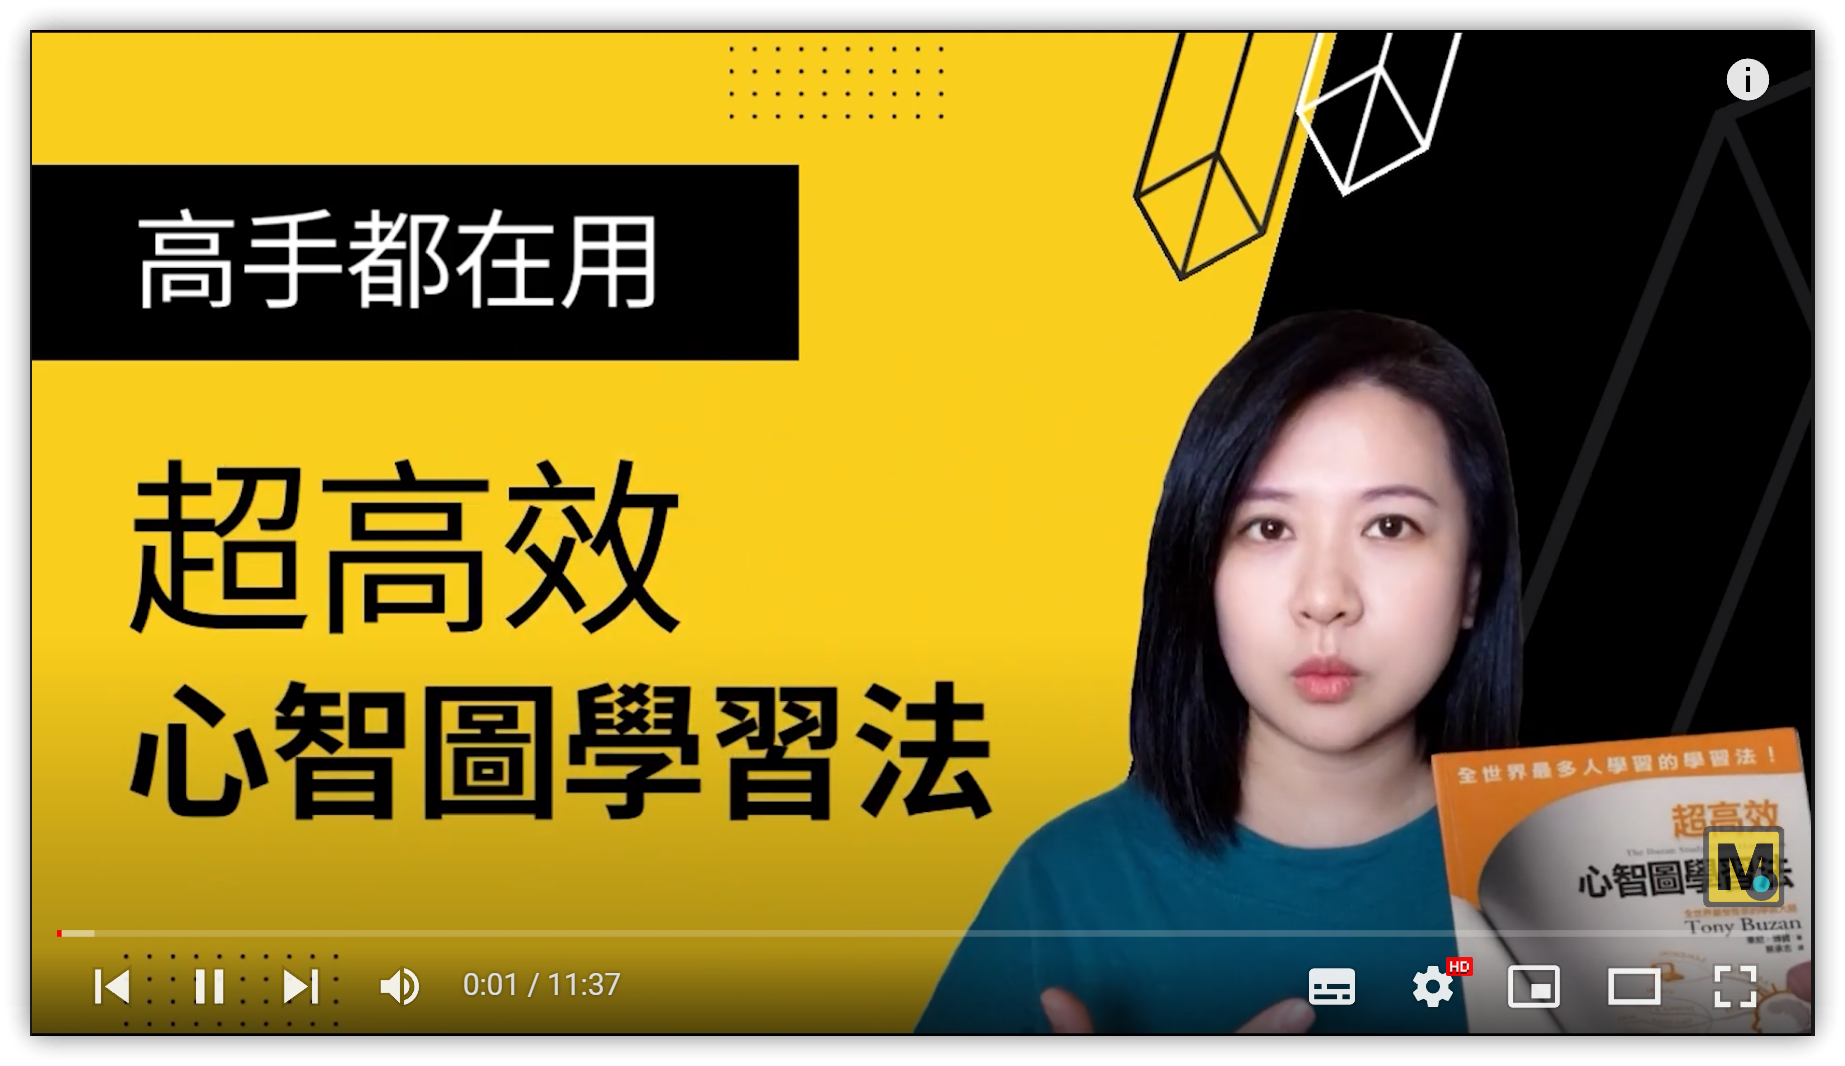 高手都在用
超高效
心智圖學習法
全世界最多人學習的學習法！
超高效
心智圖學習法
Tony Buzan
M
i
0:01 / 11:37
HD